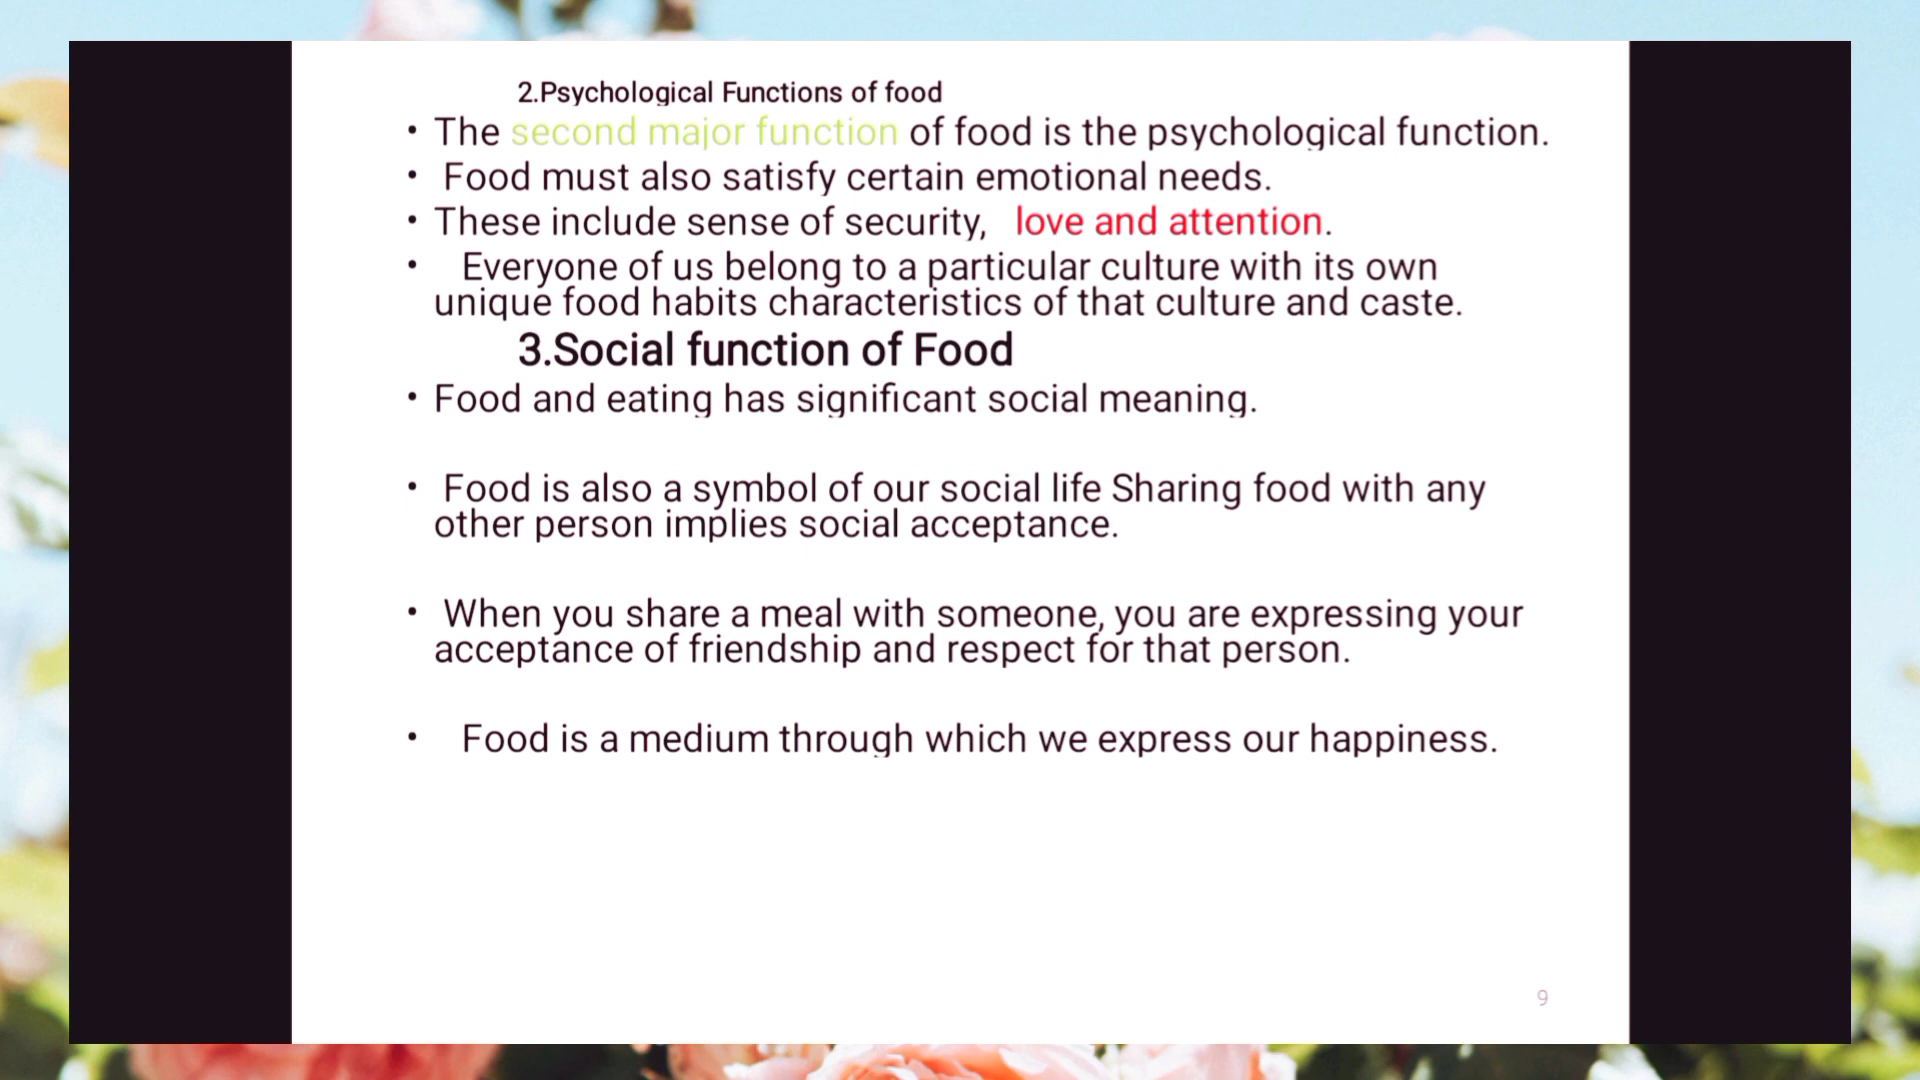 2.Psychological Functions of food
• The second major function of food is the psychological function.
• Food must also satisfy certain emotional needs.
• These include sense of security, love and attention.
• Everyone of us belong to a particular culture with its own
unique food habits characteristics of that culture and caste.
3.Social function of Food
• Food and eating has significant social meaning.
• Food is also a symbol of our social life Sharing food with any
other person implies social acceptance.
• When you share a meal with someone, you are expressing your
acceptance of friendship and respect for that person.
• Food is a medium through which we express our happiness.
9